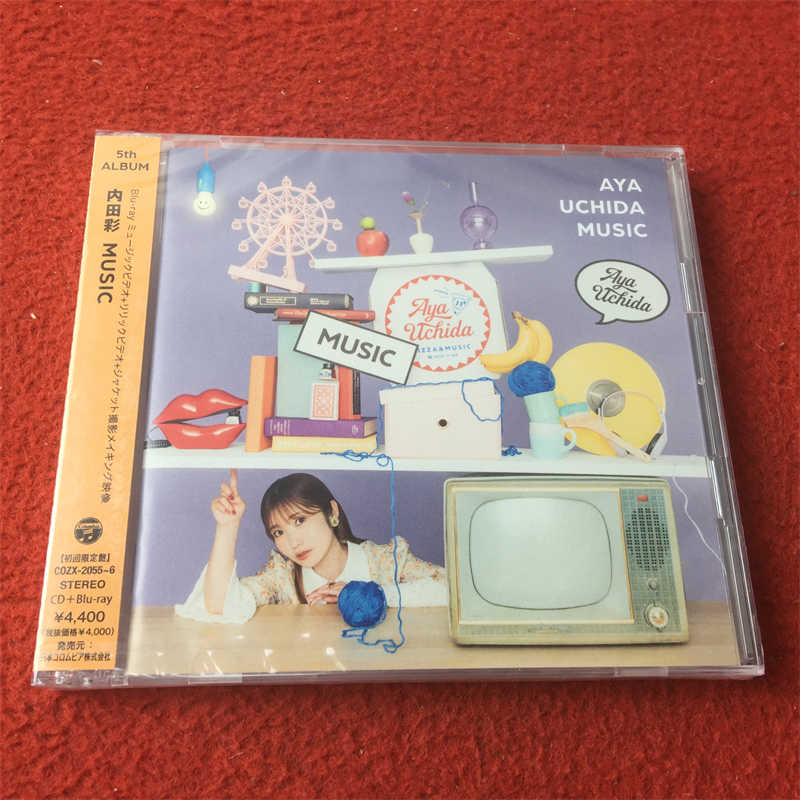 5th
ALBUM
内田彩 MUSIC
Blu-ray ミュージックビデオ+リリックビデオ+ジャケット撮影メイキング映像
Columbia
【初回限定盤】
COZX-2055~6
STEREO
CD+Blu-ray
¥4,400
(税抜価格¥4,000)
発売元:
日本コロムビア株式会社
AYA
UCHIDA
MUSIC
Aya
Uchida
Aya
Uchida
PIZZA&MUSIC
MUSIC